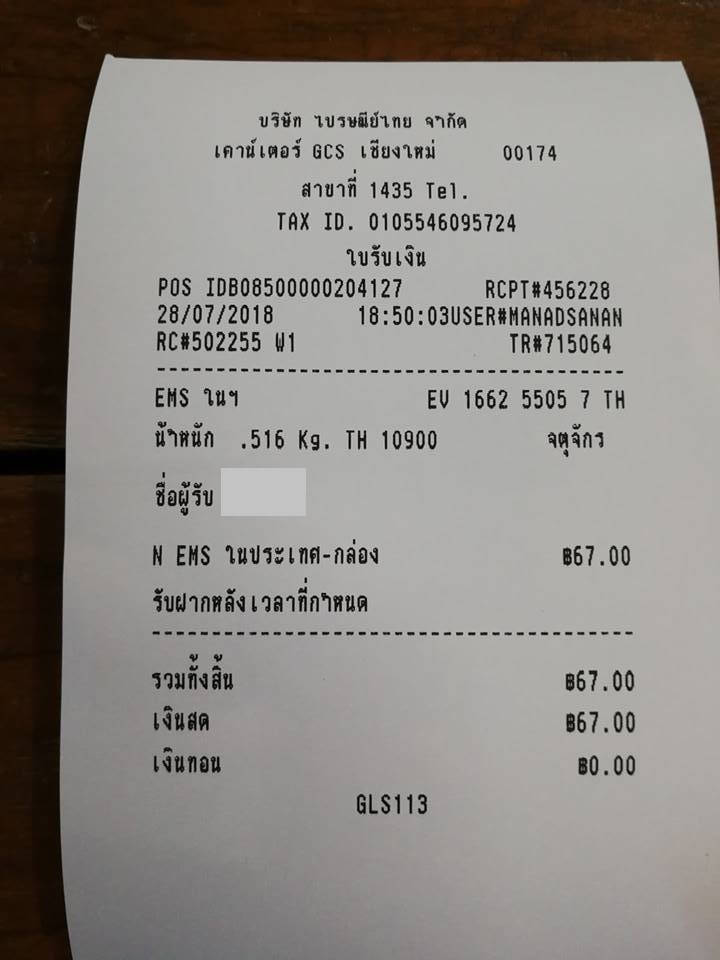 บริษัท ไปรษณีย์ไทย จำกัด
เคาน์เตอร์ GCS เชียงใหม่ 00174
สาขาที่ 1435 Tel.
TAX ID. 0105546095724
ใบรับเงิน
POS IDB08500000204127 RCPT#456228
28/07/2018 18:50:03USER#MANADSANAN
RC#502255 W1 TR#715064
EMS ในฯ EV 1662 5505 7 TH
น้ำหนัก .516 Kg. TH 10900 จตุจักร
ชื่อผู้รับ
N EMS ในประเทศ-กล่อง ฿67.00
รับฝากหลังเวลาที่กำหนด
รวมทั้งสิ้น ฿67.00
เงินสด ฿67.00
เงินทอน ฿0.00
GLS113